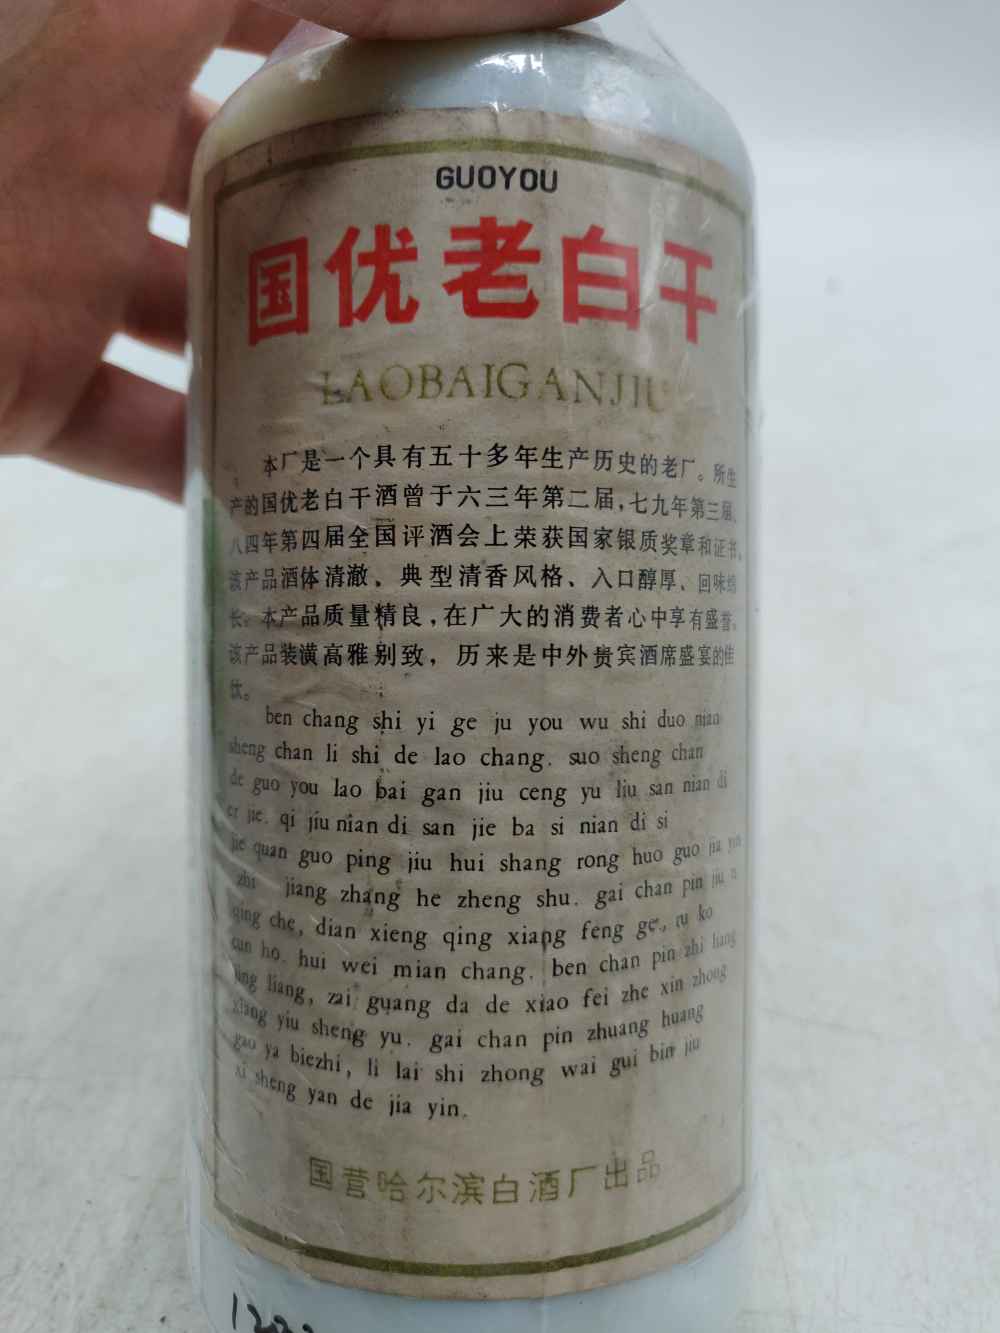 GUOYOU
国优老白干
LAOBAIGANJIU
本厂是一个具有五十多年生产历史的老厂。所生
产的国优老白干酒曾于六三年第二届，七九年第三届、
八四年第四届全国评酒会上荣获国家银质奖章和证书。
该产品酒体清澈、典型清香风格、入口醇厚、回味绵
长。本产品质量精良，在广大的消费者心中享有盛誉。
该产品装潢高雅别致，历来是中外贵宾酒席盛宴的佳
饮。
ben chang shi yi ge ju you wu shi duo nian
sheng chan li shi de lao chang. suo sheng chan
de guo you lao bai gan jiu ceng yu liu san nian di
er jie. qi jiu nian di san jie ba si nian di si
jie quan guo ping jiu hui shang rong huo guo jia yin
zhi jiang zhang he zheng shu. gai chan pin jiu
qing che, dian xieng qing xiang feng ge., ru ko
cun ho. hui wei mian chang. ben chan pin zhi liang
jing liang, zai guang da de xiao fei zhe xin zhong
xiang yiu sheng yu. gai chan pin zhuang huang
gao ya biezhi, li lai shi zhong wai gui bin jiu
xi sheng yan de jia yin.
国营哈尔滨白酒厂出品